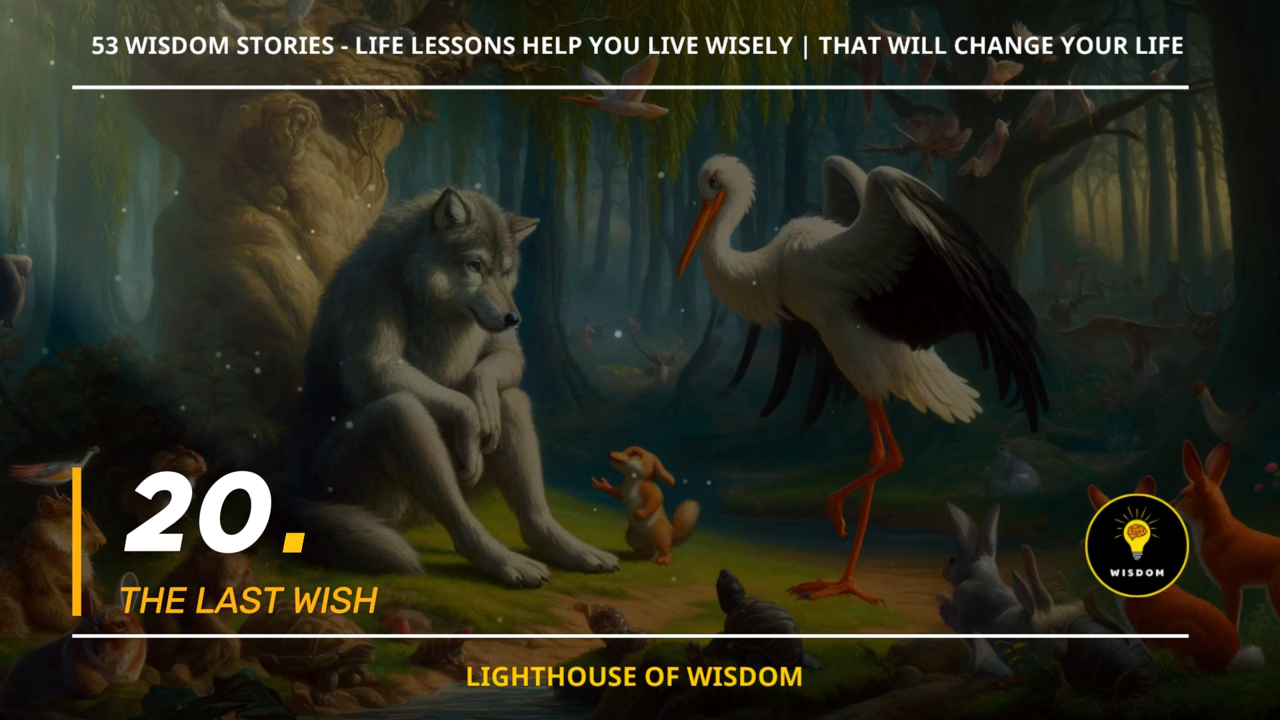 53 WISDOM STORIES - LIFE LESSONS HELP YOU LIVE WISELY | THAT WILL CHANGE YOUR LIFE
20.
THE LAST WISH
WISDOM
LIGHTHOUSE OF WISDOM